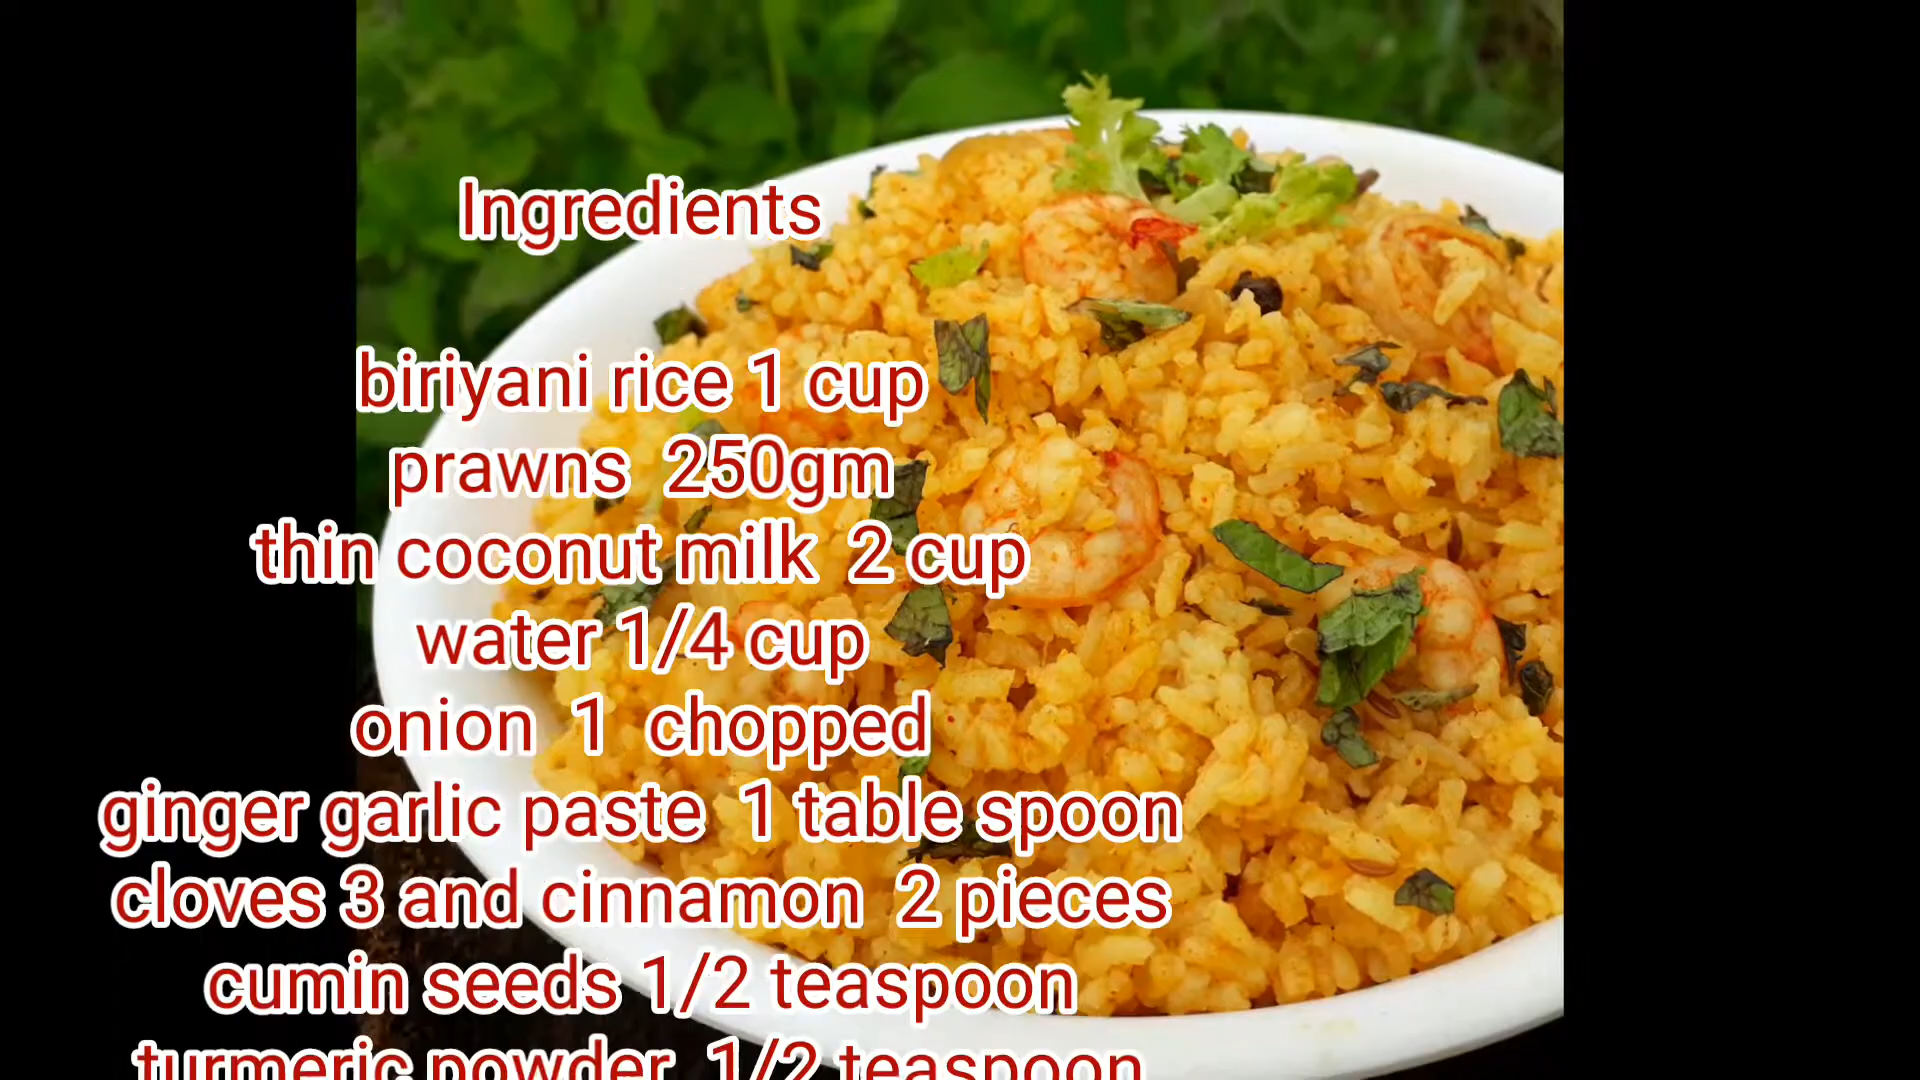 Ingredients
biriyani rice 1 cup
prawns 250gm
thin coconut milk 2 cup
water 1/4 cup
onion 1 chopped
ginger garlic paste 1 table spoon
cloves 3 and cinnamon 2 pieces
cumin seeds 1/2 teaspoon
turmeric powder 1/2 teaspoon